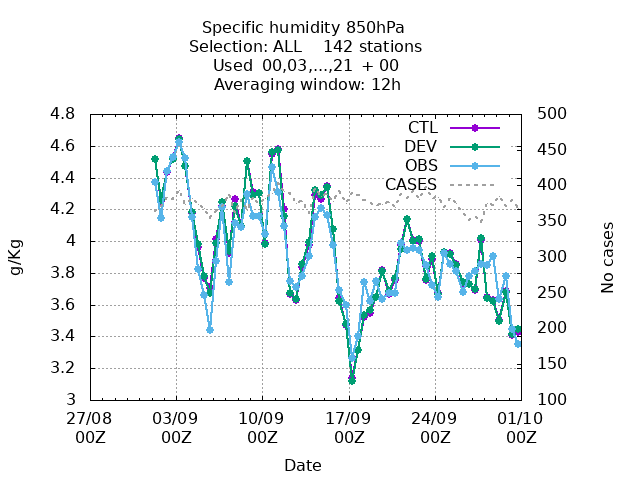 Specific humidity 850hPa
Selection: ALL    142 stations
Used  00,03,...,21  + 00
Averaging window: 12h
4.8
4.6
4.4
4.2
4
3.8
3.6
3.4
3.2
3
g/Kg
500
450
400
350
300
250
200
150
100
No cases
CTL
DEV
OBS
CASES
27/08 03/09 10/09 17/09 24/09 01/10
00Z 00Z 00Z 00Z 00Z 00Z
Date